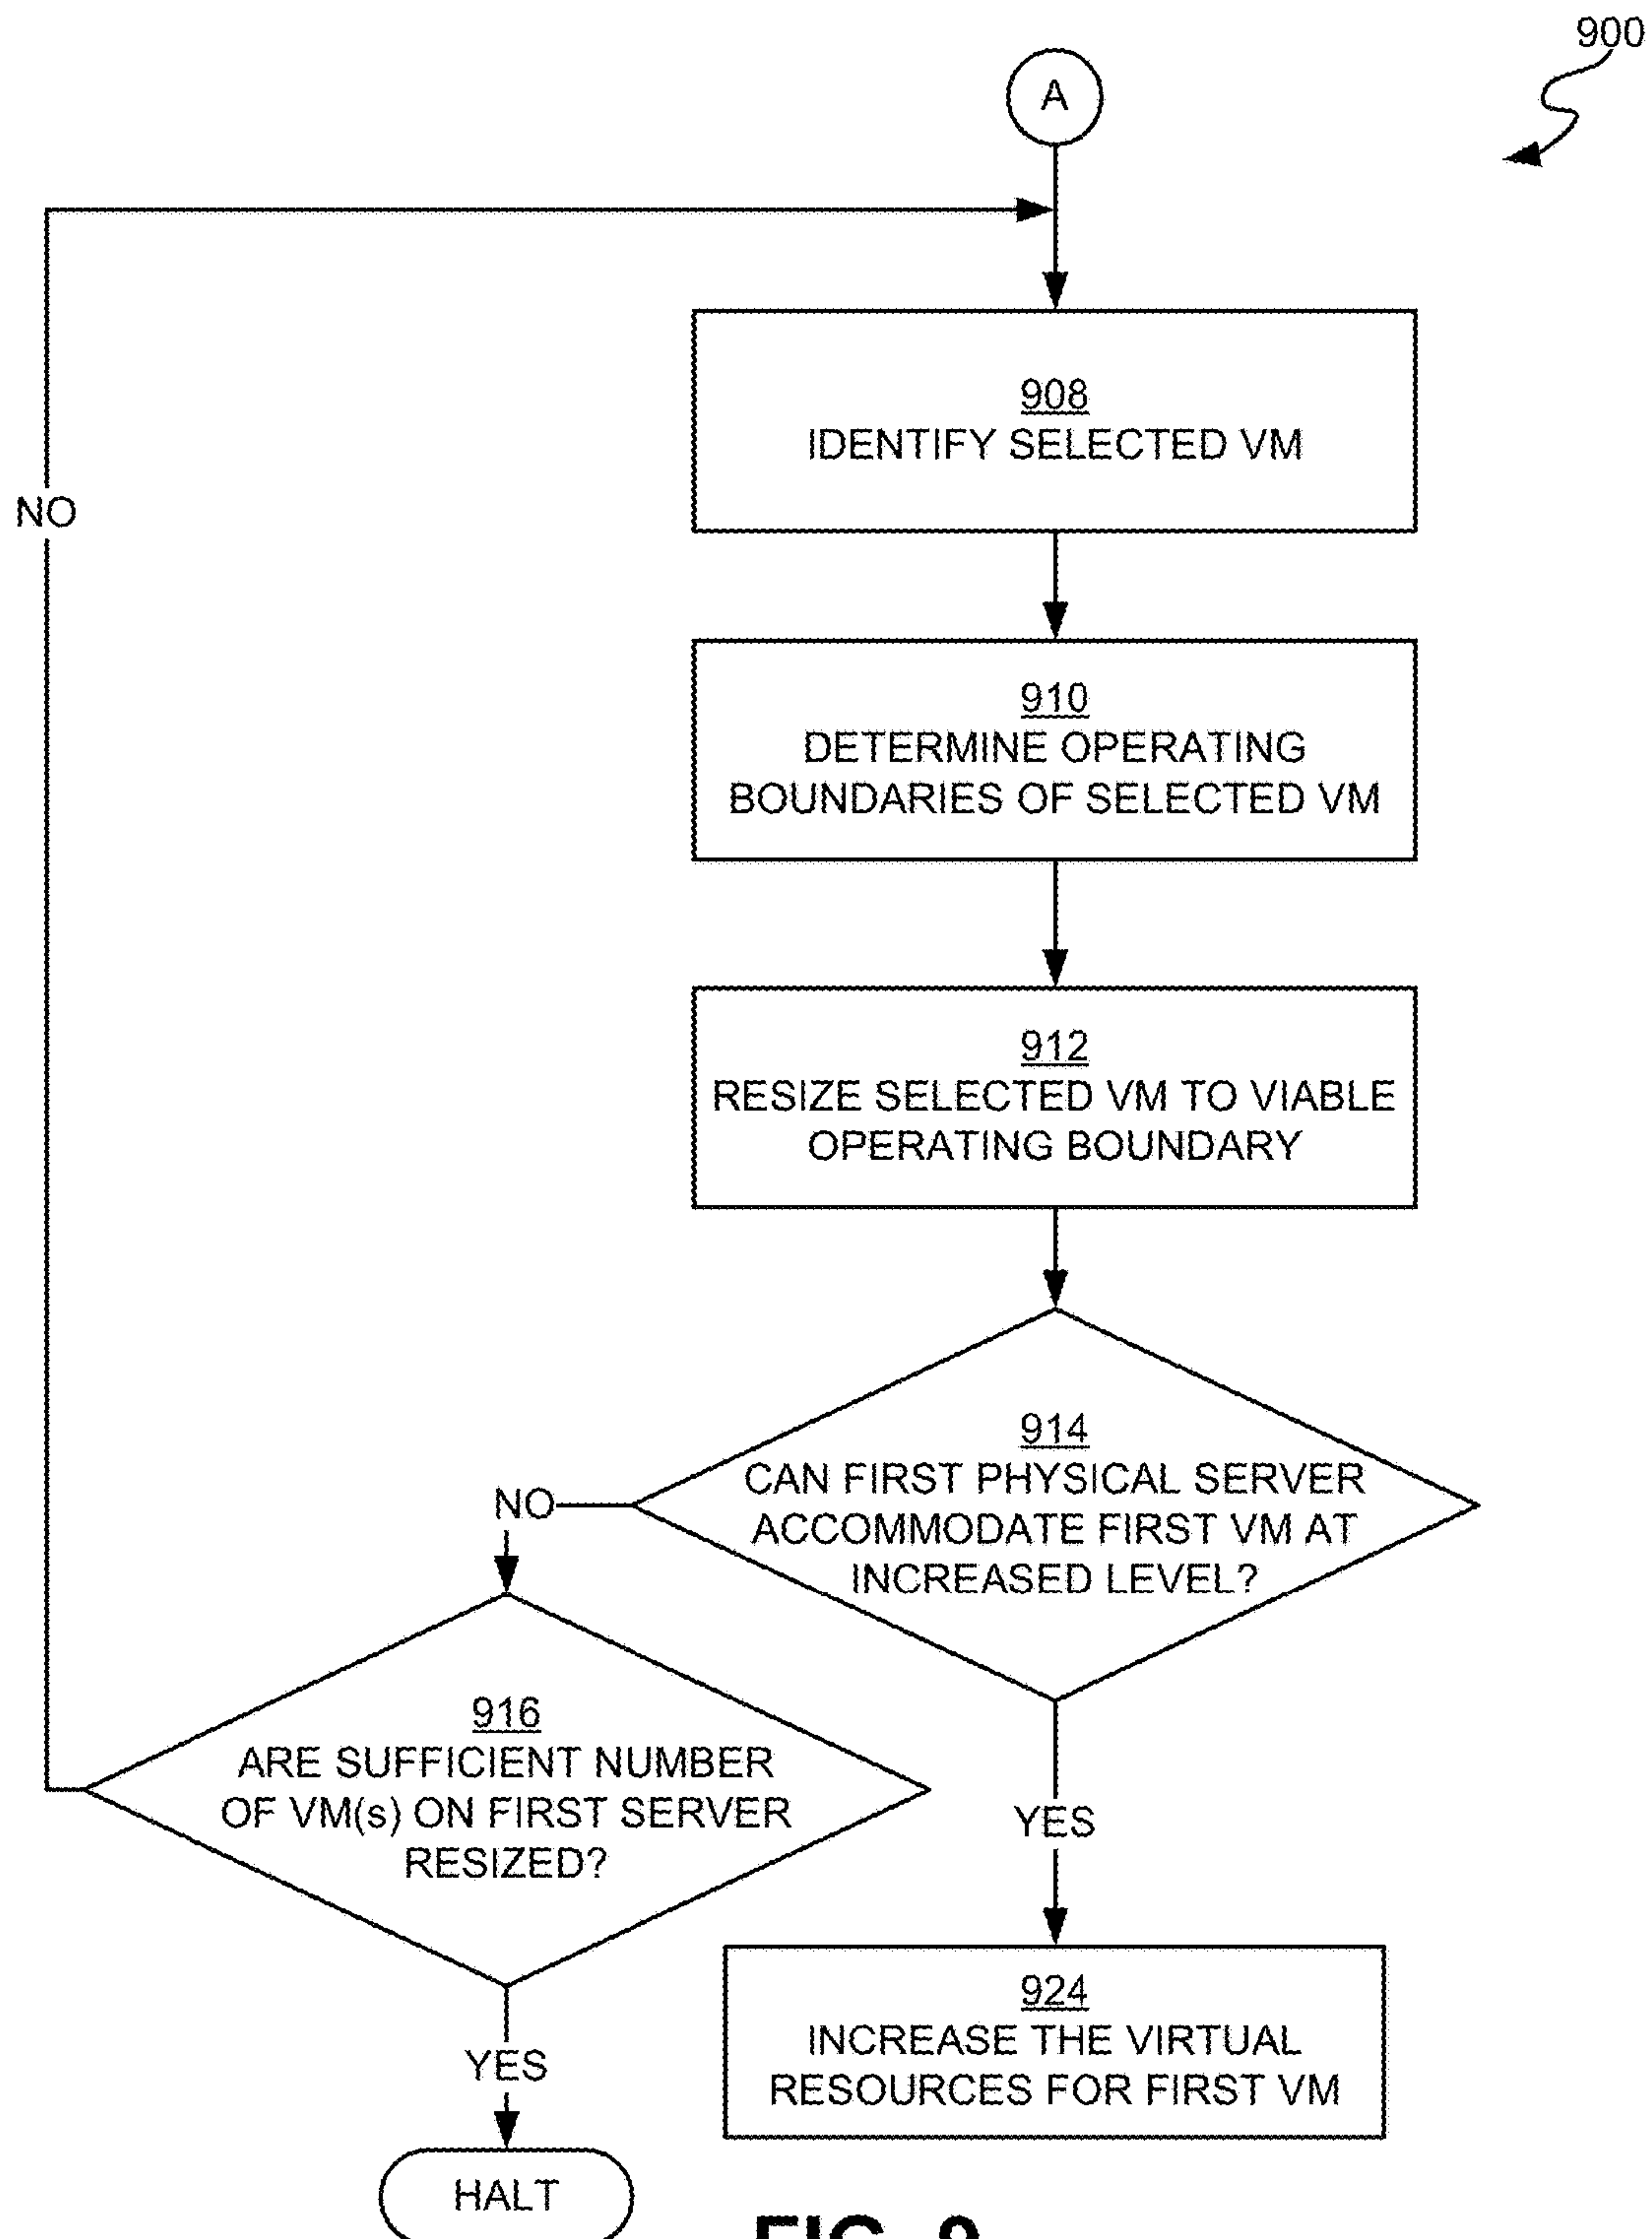 900
A
908
IDENTIFY SELECTED VM
NO
910
DETERMINE OPERATING
BOUNDARIES OF SELECTED VM
912
RESIZE SELECTED VM TO VIABLE
OPERATING BOUNDARY
914
CAN FIRST PHYSICAL SERVER
ACCOMMODATE FIRST VM AT
INCREASED LEVEL?
NO
916
ARE SUFFICIENT NUMBER
OF VM(s) ON FIRST SERVER
RESIZED?
YES
924
INCREASE THE VIRTUAL
RESOURCES FOR FIRST VM
YES
HALT